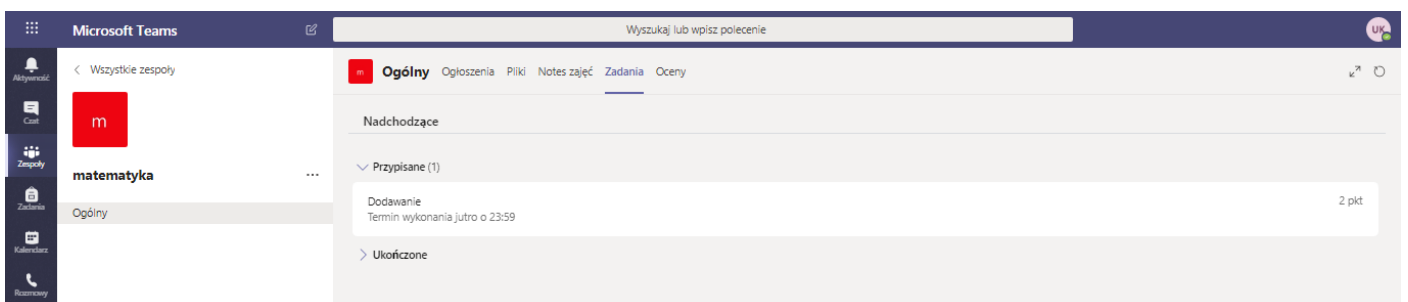 Microsoft Teams
Wyszukaj lub wpisz polecenie
UK
Aktywność
Czat
Zespoły
Zadania
Kalendarz
Rozmowy
Wszystkie zespoły
m
matematyka
Ogólny
m Ogólny Ogłoszenia Pliki Notes zajęć Zadania Oceny
Nadchodzące
Przypisane (1)
Dodawanie 2 pkt
Termin wykonania jutro o 23:59
Ukończone